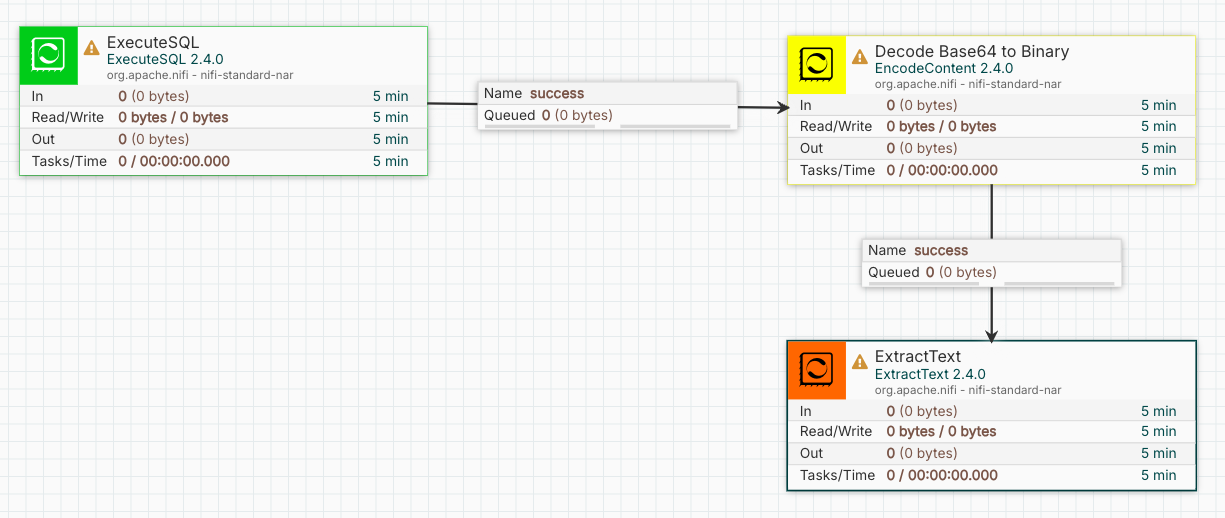 ExecuteSQL
ExecuteSQL 2.4.0
org.apache.nifi - nifi-standard-nar
In 0 (0 bytes) 5 min
Read/Write 0 bytes / 0 bytes 5 min
Out 0 (0 bytes) 5 min
Tasks/Time 0 / 00:00:00.000 5 min
Name success
Queued 0 (0 bytes)
Decode Base64 to Binary
EncodeContent 2.4.0
org.apache.nifi - nifi-standard-nar
In 0 (0 bytes) 5 min
Read/Write 0 bytes / 0 bytes 5 min
Out 0 (0 bytes) 5 min
Tasks/Time 0 / 00:00:00.000 5 min
Name success
Queued 0 (0 bytes)
ExtractText
ExtractText 2.4.0
org.apache.nifi - nifi-standard-nar
In 0 (0 bytes) 5 min
Read/Write 0 bytes / 0 bytes 5 min
Out 0 (0 bytes) 5 min
Tasks/Time 0 / 00:00:00.000 5 min